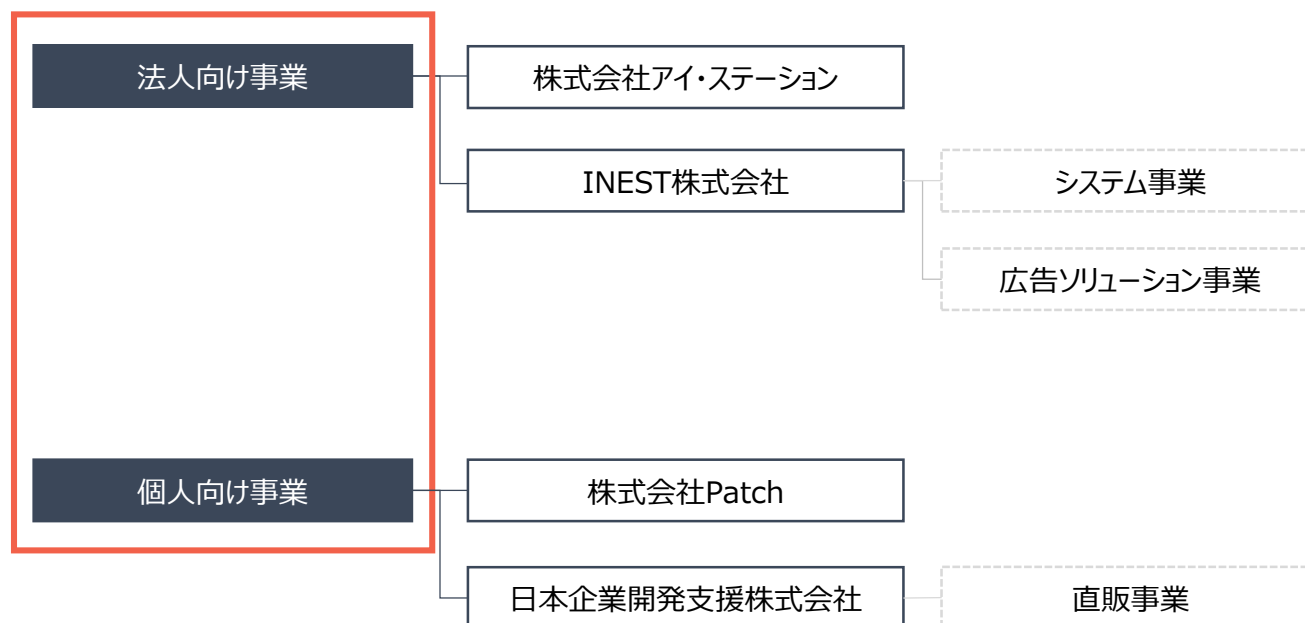 法人向け事業
株式会社アイ・ステーション
INEST株式会社
システム事業
広告ソリューション事業
個人向け事業
株式会社Patch
日本企業開発支援株式会社
直販事業